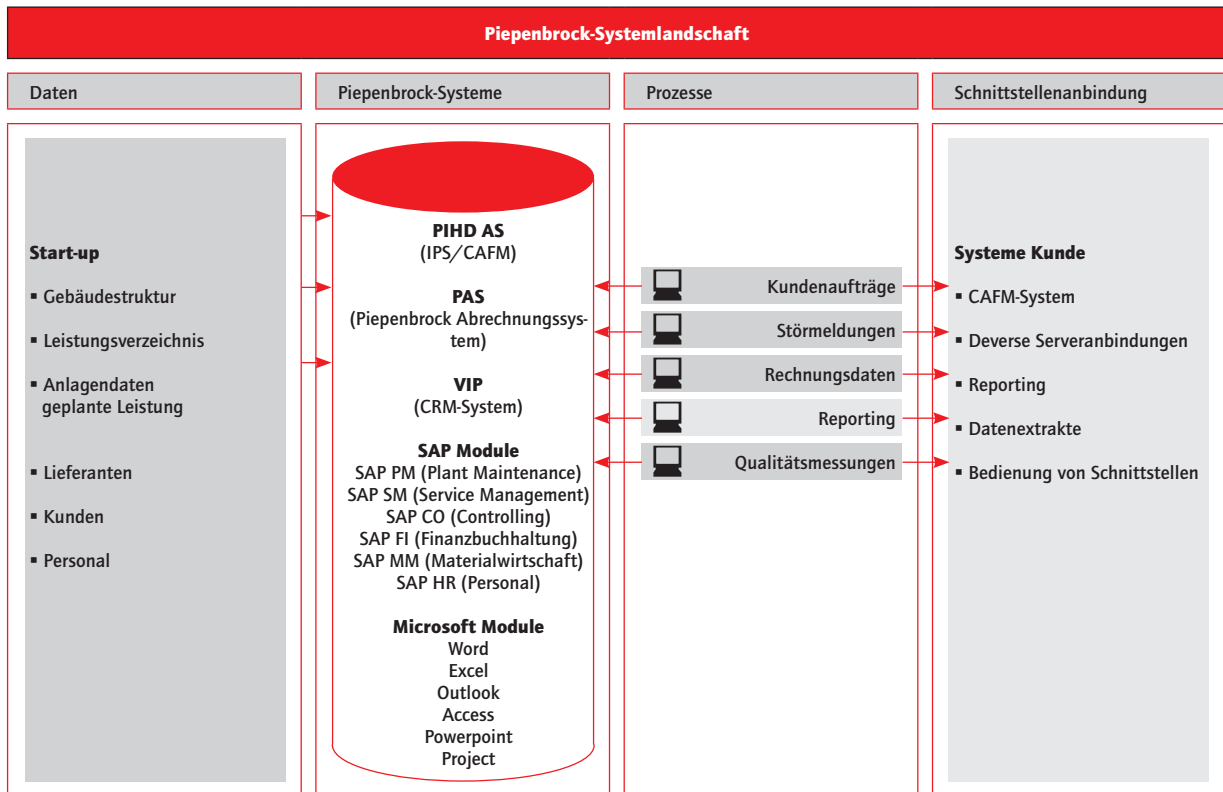 Piepenbrock-Systemlandschaft
Daten
Piepenbrock-Systeme
Prozesse
Schnittstellenanbindung
Start-up
▪ Gebäudestruktur
▪ Leistungsverzeichnis
▪ Anlagendaten
geplante Leistung
▪ Lieferanten
▪ Kunden
▪ Personal
PIHD AS
(IPS/CAFM)
PAS
(Piepenbrock Abrechnungssys-
tem)
VIP
(CRM-System)
SAP Module
SAP PM (Plant Maintenance)
SAP SM (Service Management)
SAP CO (Controlling)
SAP FI (Finanzbuchhaltung)
SAP MM (Materialwirtschaft)
SAP HR (Personal)
Microsoft Module
Word
Excel
Outlook
Access
Powerpoint
Project
Kundenaufträge
Störmeldungen
Rechnungsdaten
Reporting
Qualitätsmessungen
Systeme Kunde
▪ CAFM-System
▪ Deverse Serveranbindungen
▪ Reporting
▪ Datenextrakte
▪ Bedienung von Schnittstellen